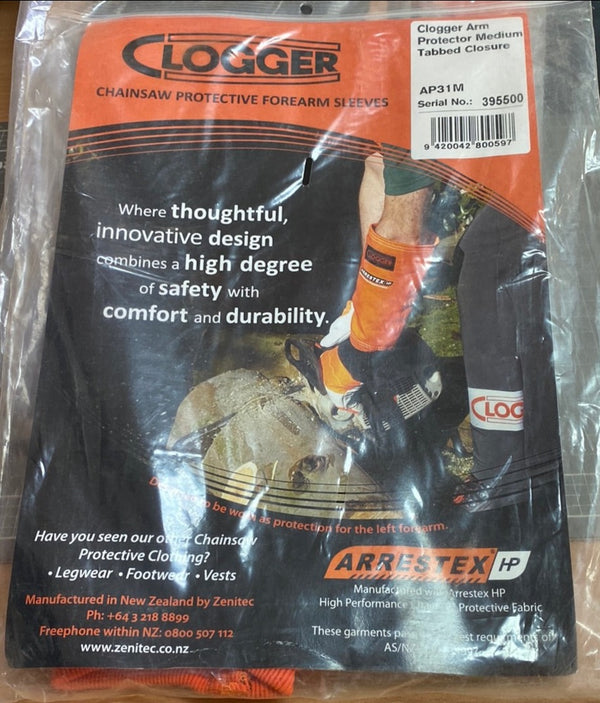 CLOGGER
CHAINSAW PROTECTIVE FOREARM SLEEVES
Clogger Arm
Protector Medium
Tabbed Closure
AP31M
Serial No.: 395500
9 420042 800597
Where thoughtful,
innovative design
combines a high degree
of safety with
comfort and durability.
CLOGGER
ARRESTEX HP
CLOG
to be worn as protection for the left forearm.
Have you seen our other Chainsaw
Protective Clothing?
• Legwear • Footwear • Vests
Manufactured in New Zealand by Zenitec
Ph: +64 3 218 8899
Freephone within NZ: 0800 507 112
www.zenitec.co.nz
ARRESTEX HP
Manufactured with Arrestex HP
High Performance Protective Fabric
These garments requirements of
AS/N